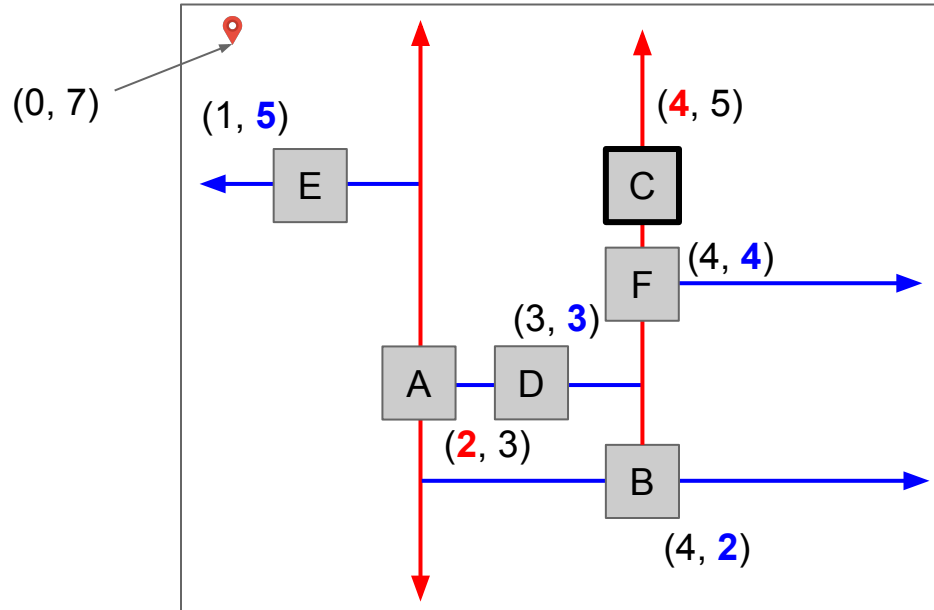 (0, 7)
(1, 5)
(4, 5)
E
C
(4, 4)
F
(3, 3)
A
D
(2, 3)
B
(4, 2)